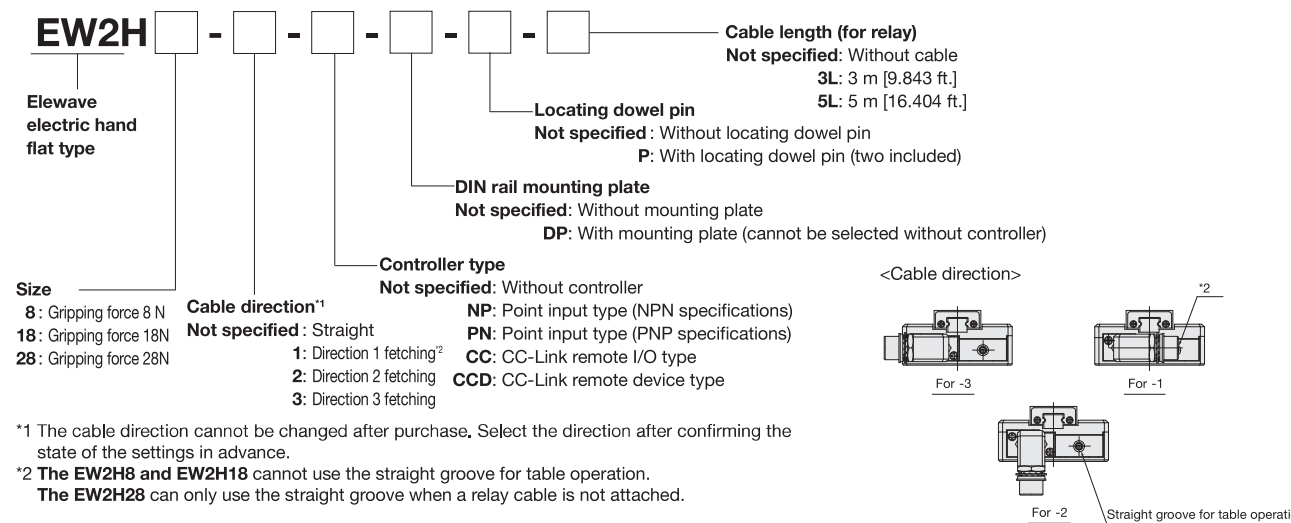 EW2H - - - - -
Elewave
electric hand
flat type
Cable length (for relay)
Not specified: Without cable
3L: 3 m [9.843 ft.]
5L: 5 m [16.404 ft.]
Locating dowel pin
Not specified : Without locating dowel pin
P: With locating dowel pin (two included)
DIN rail mounting plate
Not specified: Without mounting plate
DP: With mounting plate (cannot be selected without controller)
Controller type
Not specified: Without controller
NP: Point input type (NPN specifications)
PN: Point input type (PNP specifications)
CC: CC-Link remote I/O type
CCD: CC-Link remote device type
Cable direction*1
Not specified : Straight
1: Direction 1 fetching*2
2: Direction 2 fetching
3: Direction 3 fetching
Size
8 : Gripping force 8 N
18 : Gripping force 18N
28 : Gripping force 28N
<Cable direction>
*2
For -3
For -1
For -2
Straight groove for table operati
*1 The cable direction cannot be changed after purchase. Select the direction after confirming the
state of the settings in advance.
*2 The EW2H8 and EW2H18 cannot use the straight groove for table operation.
The EW2H28 can only use the straight groove when a relay cable is not attached.